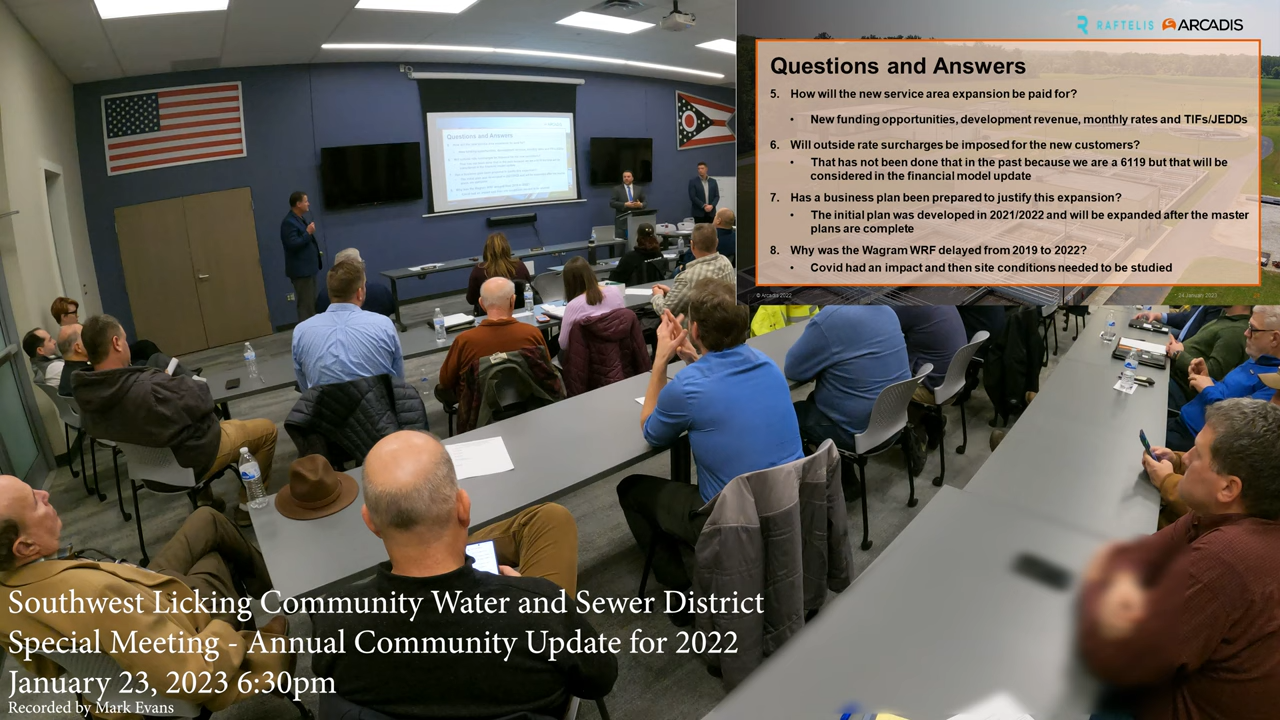 RAFTELIS ARCADIS
Questions and Answers
5. How will the new service area expansion be paid for?
• New funding opportunities, development revenue, monthly rates and TIFs/JEDDs
6. Will outside rate surcharges be imposed for the new customers?
• That has not been done that in the past because we are a 6119 but that will be
considered in the financial model update
7. Has a business plan been prepared to justify this expansion?
• The initial plan was developed in 2021/2022 and will be expanded after the master
plans are complete
8. Why was the Wagram WRF delayed from 2019 to 2022?
• Covid had an impact and then site conditions needed to be studied
© Arcadis 2022
24 January 2023
Questions and Answers
Southwest Licking Community Water and Sewer District
Special Meeting - Annual Community Update for 2022
January 23, 2023 6:30pm
Recorded by Mark Evans